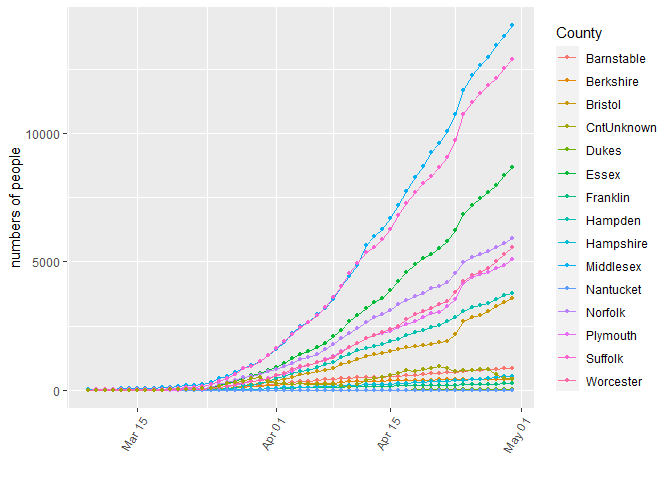 nurmbers of people
10000
5000
0
Mar 15
Apr 01
Apr 15
May 01
County
Barnstable
Berkshire
Bristol
CntUnknown
Dukes
Essex
Franklin
Hampden
Hampshire
Middlesex
Nantucket
Norfolk
Plymouth
Suffolk
Worcester